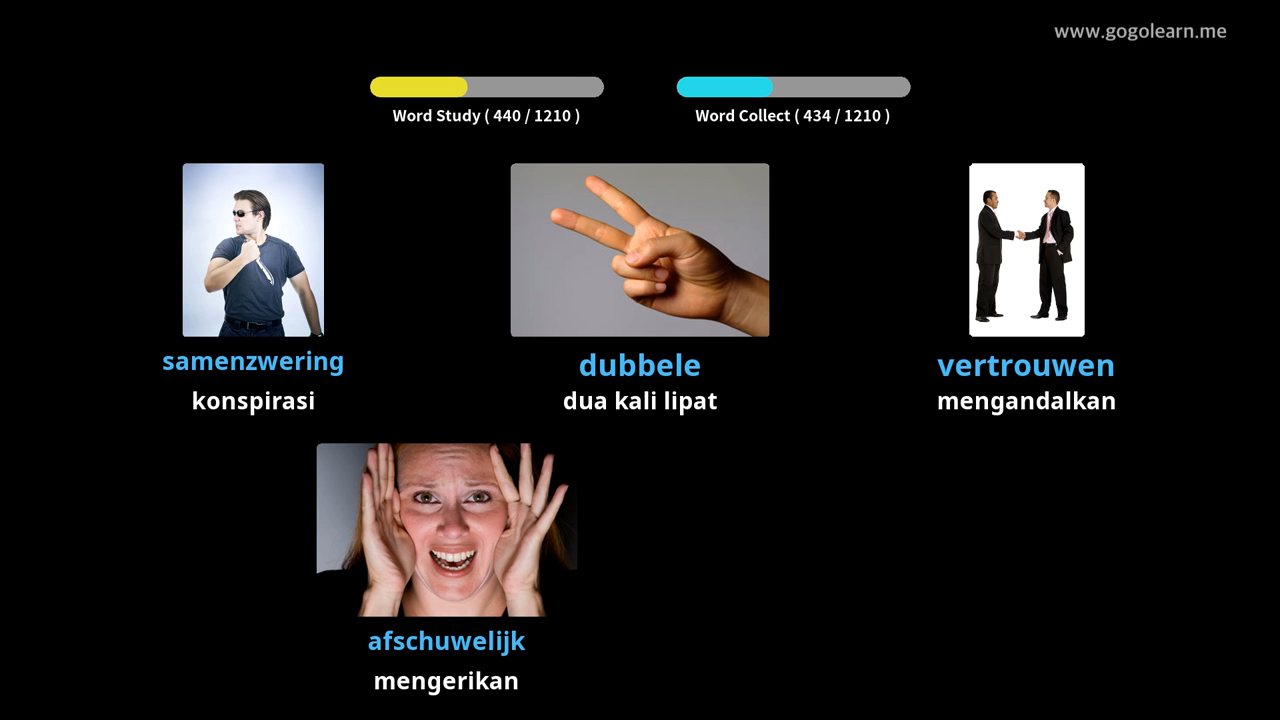 www.gogolearn.me
Word Study ( 440 / 1210 )
Word Collect ( 434 / 1210 )
samenzwering
konspirasi
dubbele
dua kali lipat
vertrouwen
mengandalkan
afschuwelijk
mengerikan